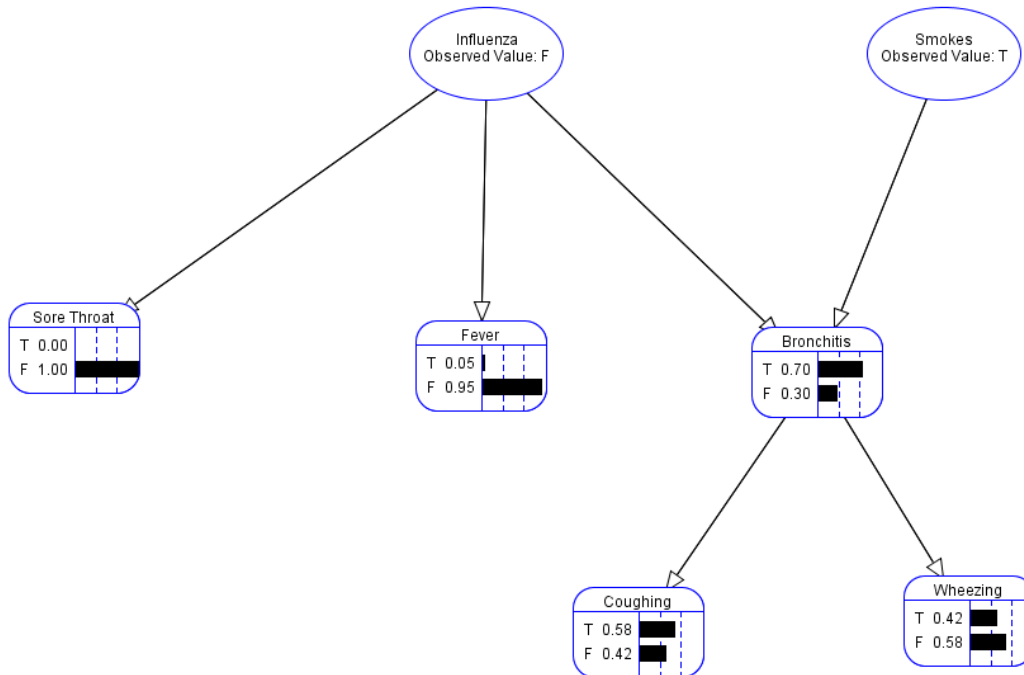 Influenza
Observed Value: F
Smokes
Observed Value: T
Sore Throat
T 0.00
F 1.00
Fever
T 0.05
F 0.95
Bronchitis
T 0.70
F 0.30
Coughing
T 0.58
F 0.42
Wheezing
T 0.42
F 0.58